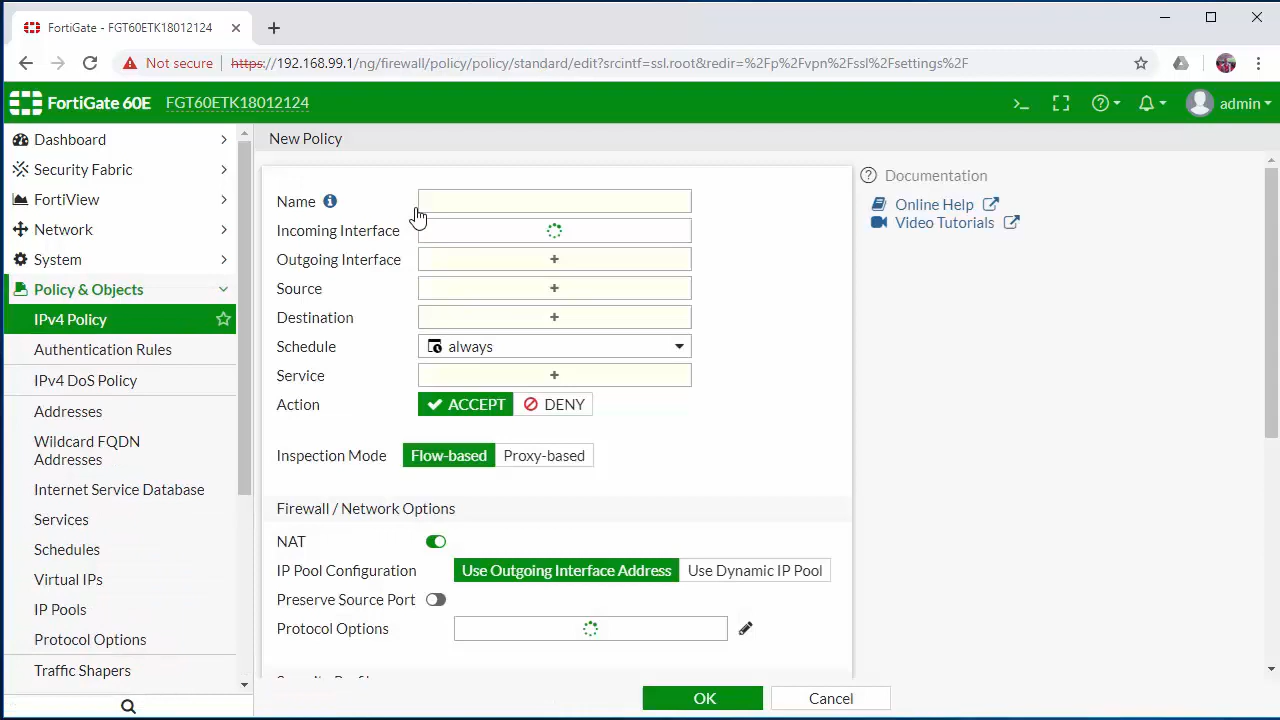 FortiGate - FGT60ETK18012124
Not secure https://192.168.99.1/ng/firewall/policy/policy/standard/edit?srcintf=ssl.root&redir=%2Fp%2Fvpn%2Fssl%2Fsettings%2F
FortiGate 60E FGT60ETK18012124 admin
Dashboard
Security Fabric
FortiView
Network
System
Policy & Objects
IPv4 Policy
Authentication Rules
IPv4 DoS Policy
Addresses
Wildcard FQDN
Addresses
Internet Service Database
Services
Schedules
Virtual IPs
IP Pools
Protocol Options
Traffic Shapers
New Policy
Name
Incoming Interface
Outgoing Interface
Source
Destination
Schedule always
Service
Action ACCEPT DENY
Inspection Mode Flow-based Proxy-based
Firewall / Network Options
NAT
IP Pool Configuration Use Outgoing Interface Address Use Dynamic IP Pool
Preserve Source Port
Protocol Options
OK Cancel
Documentation
Online Help
Video Tutorials